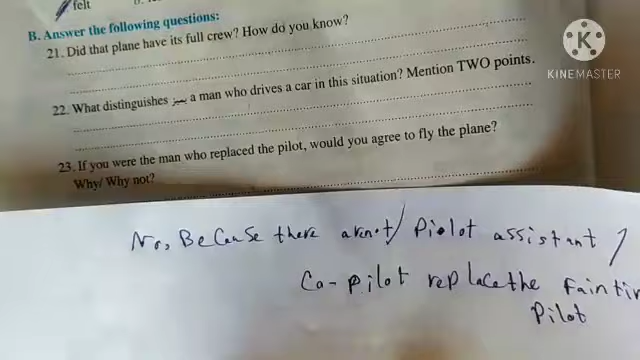 felt
B. Answer the following questions:
21. Did that plane have its full crew? How do you know?
22. What distinguishes a man who drives a car in this situation? Mention TWO points.
23. If you were the man who replaced the pilot, would you agree to fly the plane?
Why/ Why not?
KINEMASTER
No, BeCause there arenot/ Pielot assistant /
Co-pilot replace the
Pilot